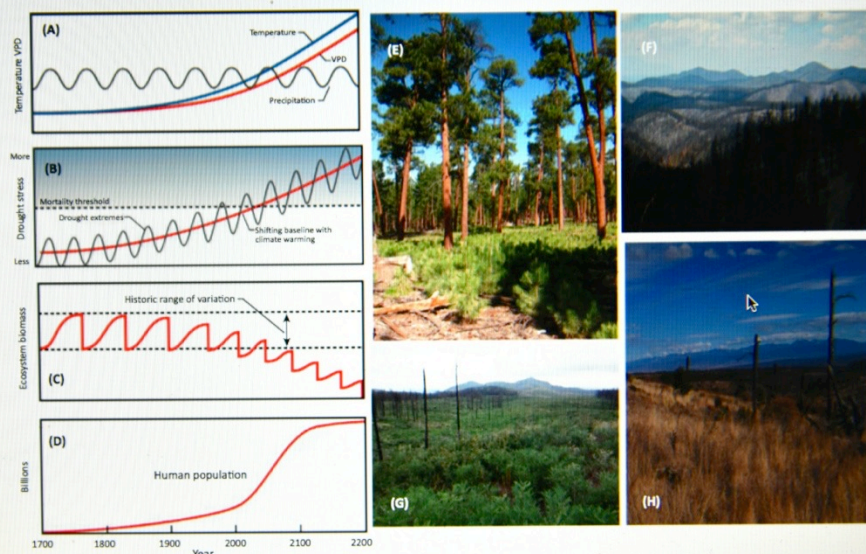 (A)
Temperature
VPD
Precipitation
Temperature VPD
(B)
More
Mortality threshold
Drought extremes
Shifting baseline with
climate warming
Less
Drought stress
Historic range of variation
(C)
Ecosystem biomass
(D)
Human population
Billions
1700 1800 1900 2000 2100 2200
Year
(E)
(F)
(G)
(H)